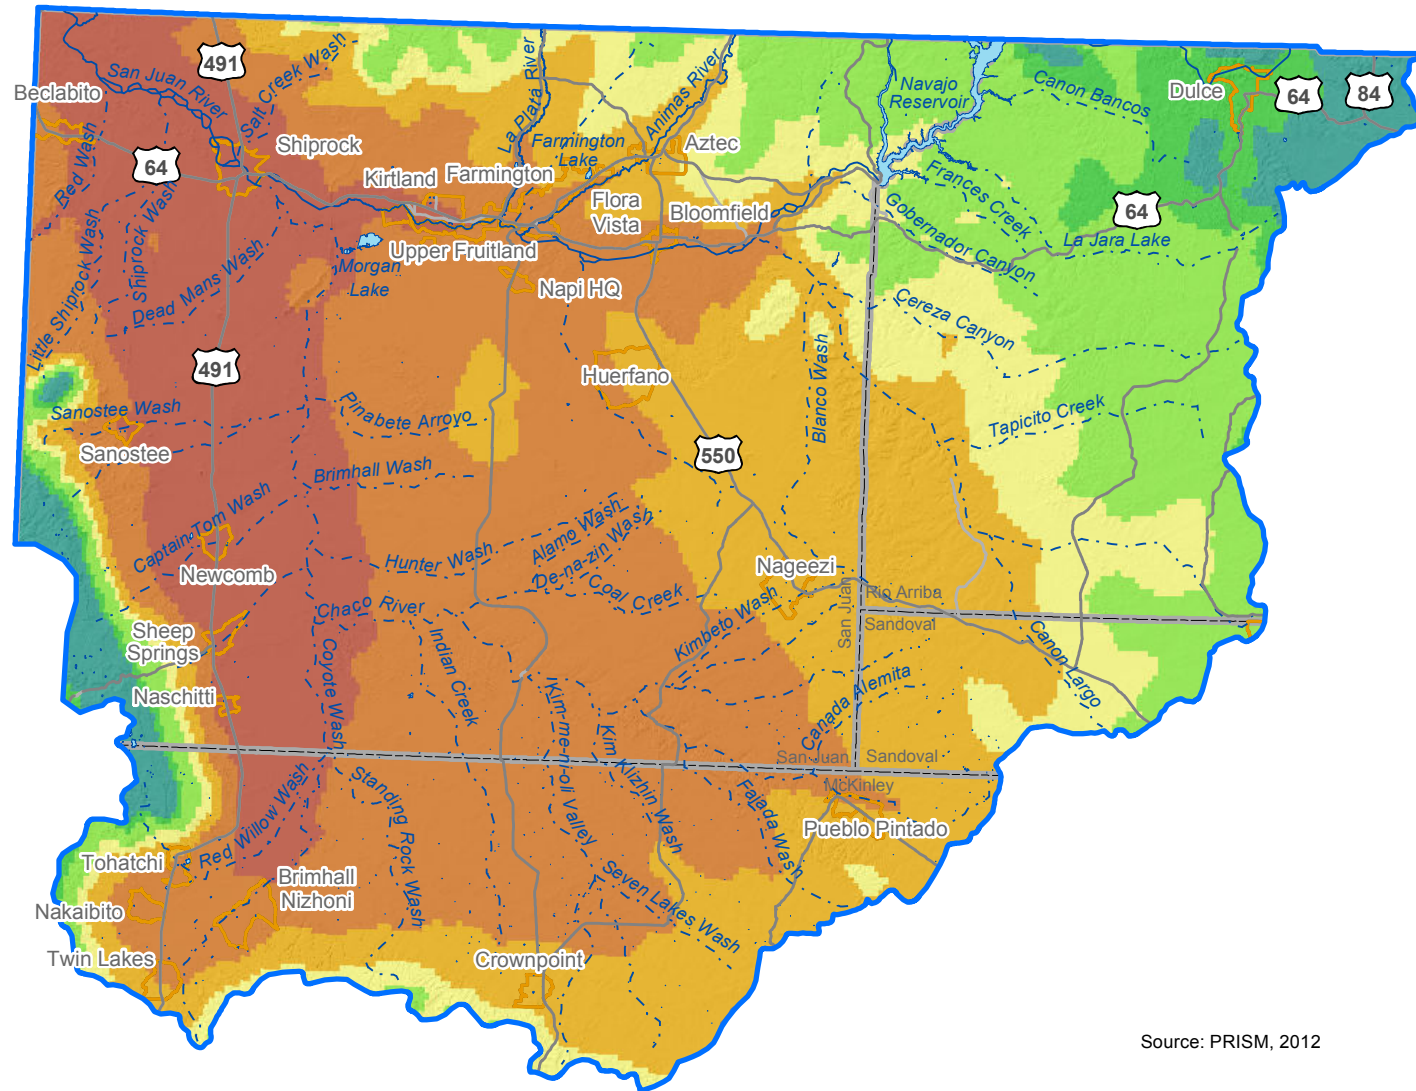 491
San Juan River
Salt Creek Wash
La Plata River
Animas River
Navajo
Reservoir
Canon Bancos
Dulce
64
84
Beclabito
Red Wash
64
Shiprock
Shiprock Wash
Kirtland
Farmington
Farmington
Lake
Aztec
Flora
Vista
Bloomfield
Frances Creek
Gobernador Canyon
64
La Jara Lake
Upper Fruitland
Morgan
Lake
Napi HQ
Little Shiprock Wash
Dead Mans Wash
491
Cereza Canyon
Blanco Wash
Huerfano
Sanostee Wash
Sanostee
Pinabete Arroyo
Tapicito Creek
550
Brimhall Wash
Captain Tom Wash
Newcomb
Hunter Wash
Alamo Wash
De-na-zin Wash
Coal Creek
Nageezi
Kimbeto Wash
San Juan
Rio Arriba
Sandoval
Chaco River
Indian Creek
Sheep
Springs
Coyote Wash
Naschitti
Kim-me-ni-oli Valley
Kim Klizhin Wash
Canada Alemita
Canon Largo
San Juan
Sandoval
McKinley
Fajada Wash
Pueblo Pintado
Standing Rock Wash
Red Willow Wash
Tohatchi
Brimhall
Nizhoni
Nakaibito
Seven Lakes Wash
Twin Lakes
Crownpoint
Source: PRISM, 2012